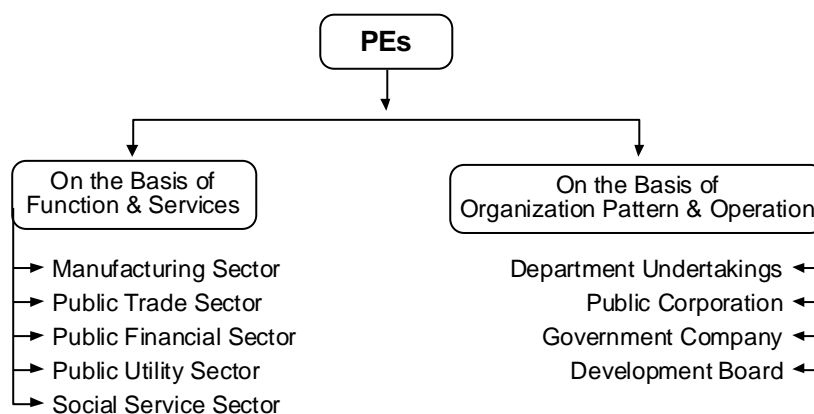 PEs
On the Basis of
Function & Services
Manufacturing Sector
Public Trade Sector
Public Financial Sector
Public Utility Sector
Social Service Sector
On the Basis of
Organization Pattern & Operation
Department Undertakings
Public Corporation
Government Company
Development Board